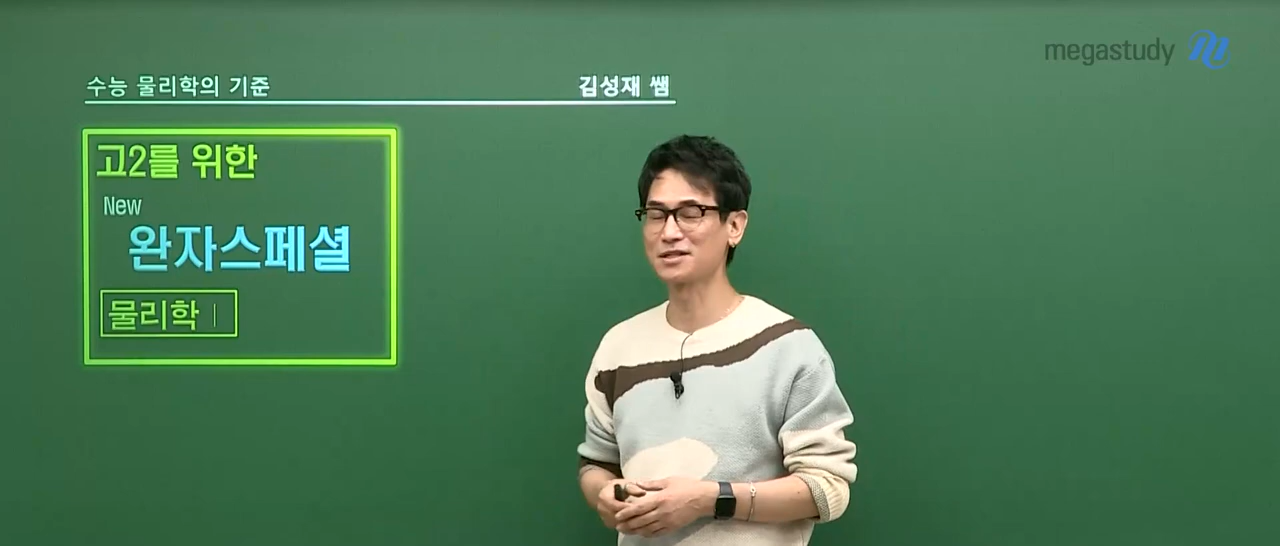 megastudy
수능 물리학의 기준 김성재 쌤
고2를 위한
New
완자스페셜
물리학 I